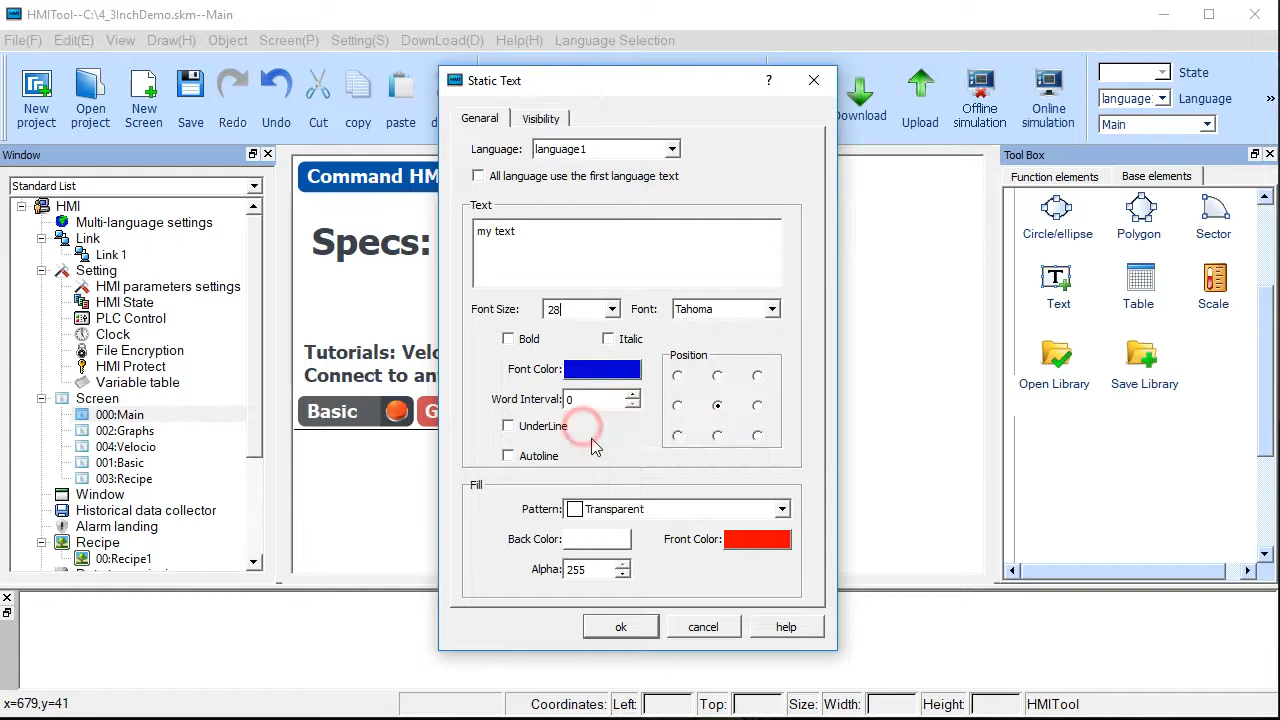 HMITool--C:\4_3InchDemo.skm--Main
File(F) Edit(E) View Draw(H) Object Screen(P) Setting(S) DownLoad(D) Help(H) Language Selection
New project
Open project
New Screen
Save
Redo
Undo
Cut
copy
paste
Download
Upload
Offline simulation
Online simulation
State
language Language
Main
»
Window
Standard List
HMI
Multi-language settings
Link
Link 1
Setting
HMI parameters settings
HMI State
PLC Control
Clock
File Encryption
HMI Protect
Variable table
Screen
000:Main
002:Graphs
004:Velocio
001:Basic
003:Recipe
Window
Historical data collector
Alarm landing
Recipe
00:Recipe1
Command HM
Specs:
Tutorials: Velo
Connect to an
Basic
G
Static Text
?
General Visibility
Language: language1
All language use the first language text
Text
my text
Font Size: 28 Font: Tahoma
Bold Italic
Font Color: Position
Word Interval: 0
UnderLine
Autoline
Fill
Pattern: Transparent
Back Color: Front Color:
Alpha: 255
ok cancel help
Tool Box
Function elements Base elements
Circle/ellipse Polygon Sector
Text Table Scale
Open Library Save Library
x=679,y=41 Coordinates: Left: Top: Size: Width: Height: HMITool